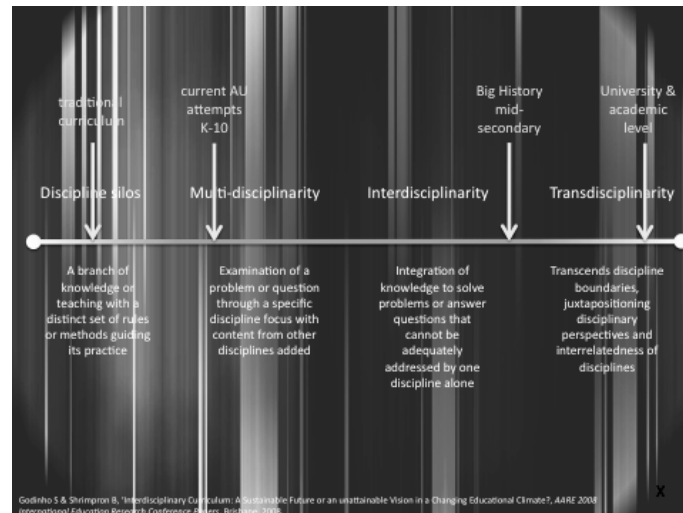 traditional
curriculum
current AU
attempts
K-10
Big History
mid-
secondary
University &
academic
level
Discipline silos
Multi-disciplinarity
Interdisciplinarity
Transdisciplinarity
A branch of
knowledge or
teaching with a
distinct set of rules
or methods guiding
its practice
Examination of a
problem or question
through a specific
discipline focus with
content from other
disciplines added
Integration of
knowledge to solve
problems or answer
questions that
cannot be
adequately
addressed by one
discipline alone
Transcends discipline
boundaries,
juxtapositioning
disciplinary
perspectives and
interrelatedness of
disciplines
Godinho S & Shrimpron B, 'Interdisciplinary Curriculum: A Sustainable Future or an unattainable Vision in a Changing Educational Climate?, AARE 2008
International Education Research Conference Papers, Brisbane, 2008
X